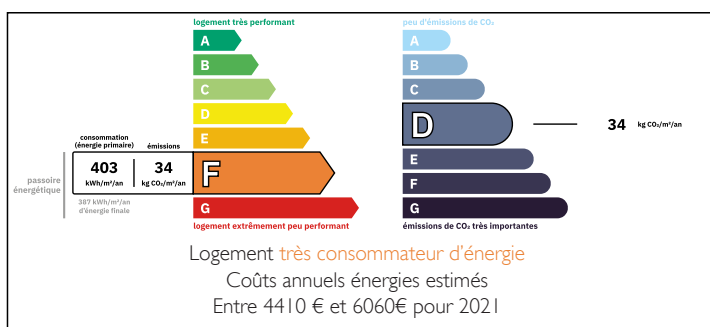 logement très performant
A
B
C
D
E
consommation
(énergie primaire)
émissions
passoire
énergétique
403
kWh/m²/an
34
kg CO₂/m²/an
F
387 kWh/m²/an
d'énergie finale
G
logement extrêmement peu performant
peu d'émissions de CO₂
A
B
C
D
34
kg CO₂/m²/an
E
F
G
émissions de CO₂ très importantes
Logement très consommateur d'énergie
Coûts annuels énergies estimés
Entre 4410 € et 6060€ pour 2021